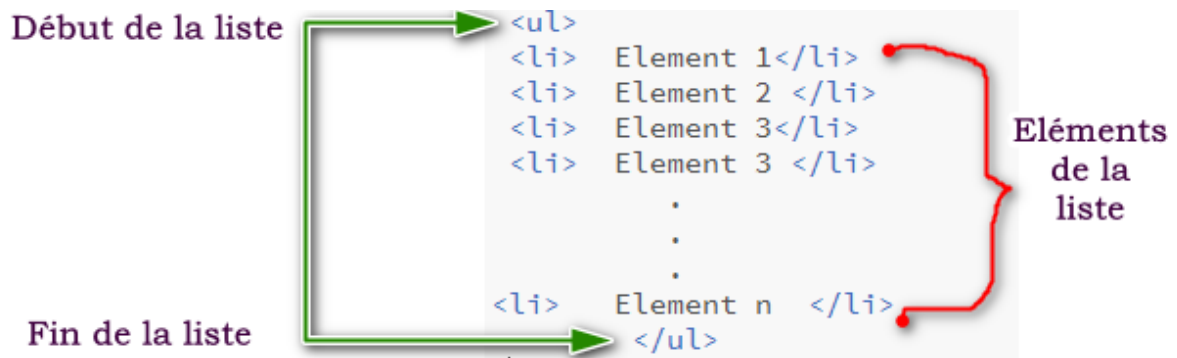 Début de la liste
<ul>
<li> Element 1</li>
<li> Element 2 </li>
<li> Element 3</li>
<li> Element 3 </li>
.
.
.
<li> Element n </li>
</ul>
Eléments
de la
liste
Fin de la liste